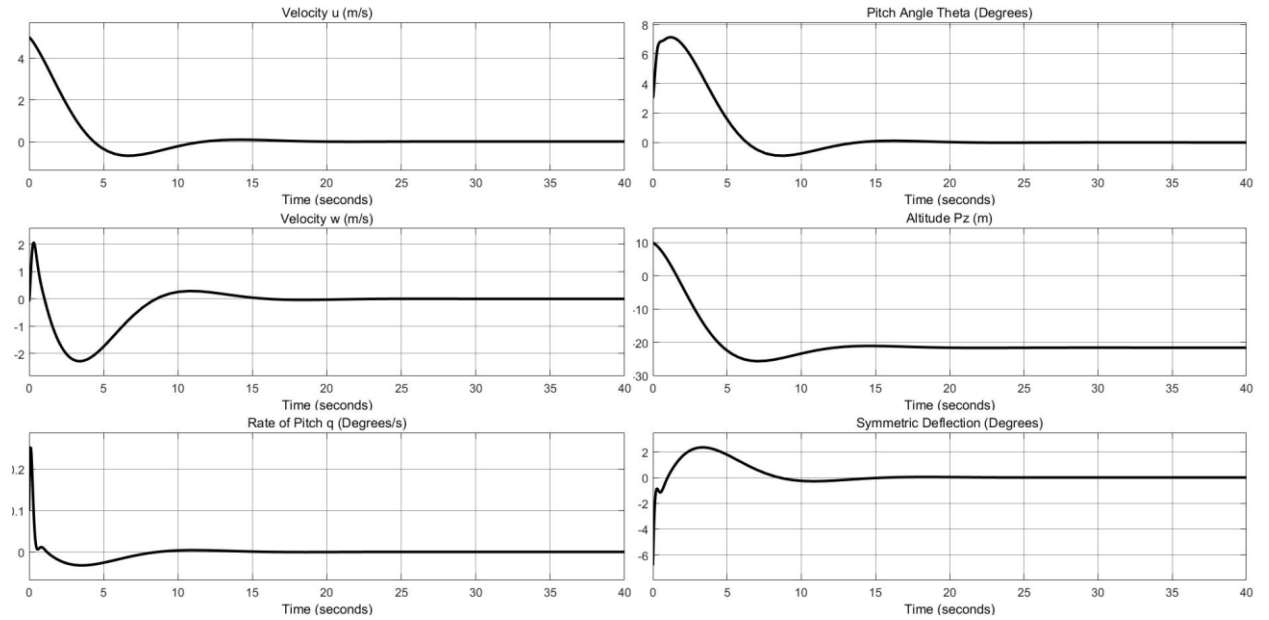 Velocity u (m/s)
4
2
0
0 5 10 15 20 25 30 35 40
Time (seconds)
Pitch Angle Theta (Degrees)
8
6
4
2
0
0 5 10 15 20 25 30 35 40
Time (seconds)
Velocity w (m/s)
2
1
0
-1
-2
0 5 10 15 20 25 30 35 40
Time (seconds)
Altitude Pz (m)
10
0
-10
-20
-30
0 5 10 15 20 25 30 35 40
Time (seconds)
Rate of Pitch q (Degrees/s)
).2
).1
0
0 5 10 15 20 25 30 35 40
Time (seconds)
Symmetric Deflection (Degrees)
2
0
-2
-4
-6
0 5 10 15 20 25 30 35 40
Time (seconds)